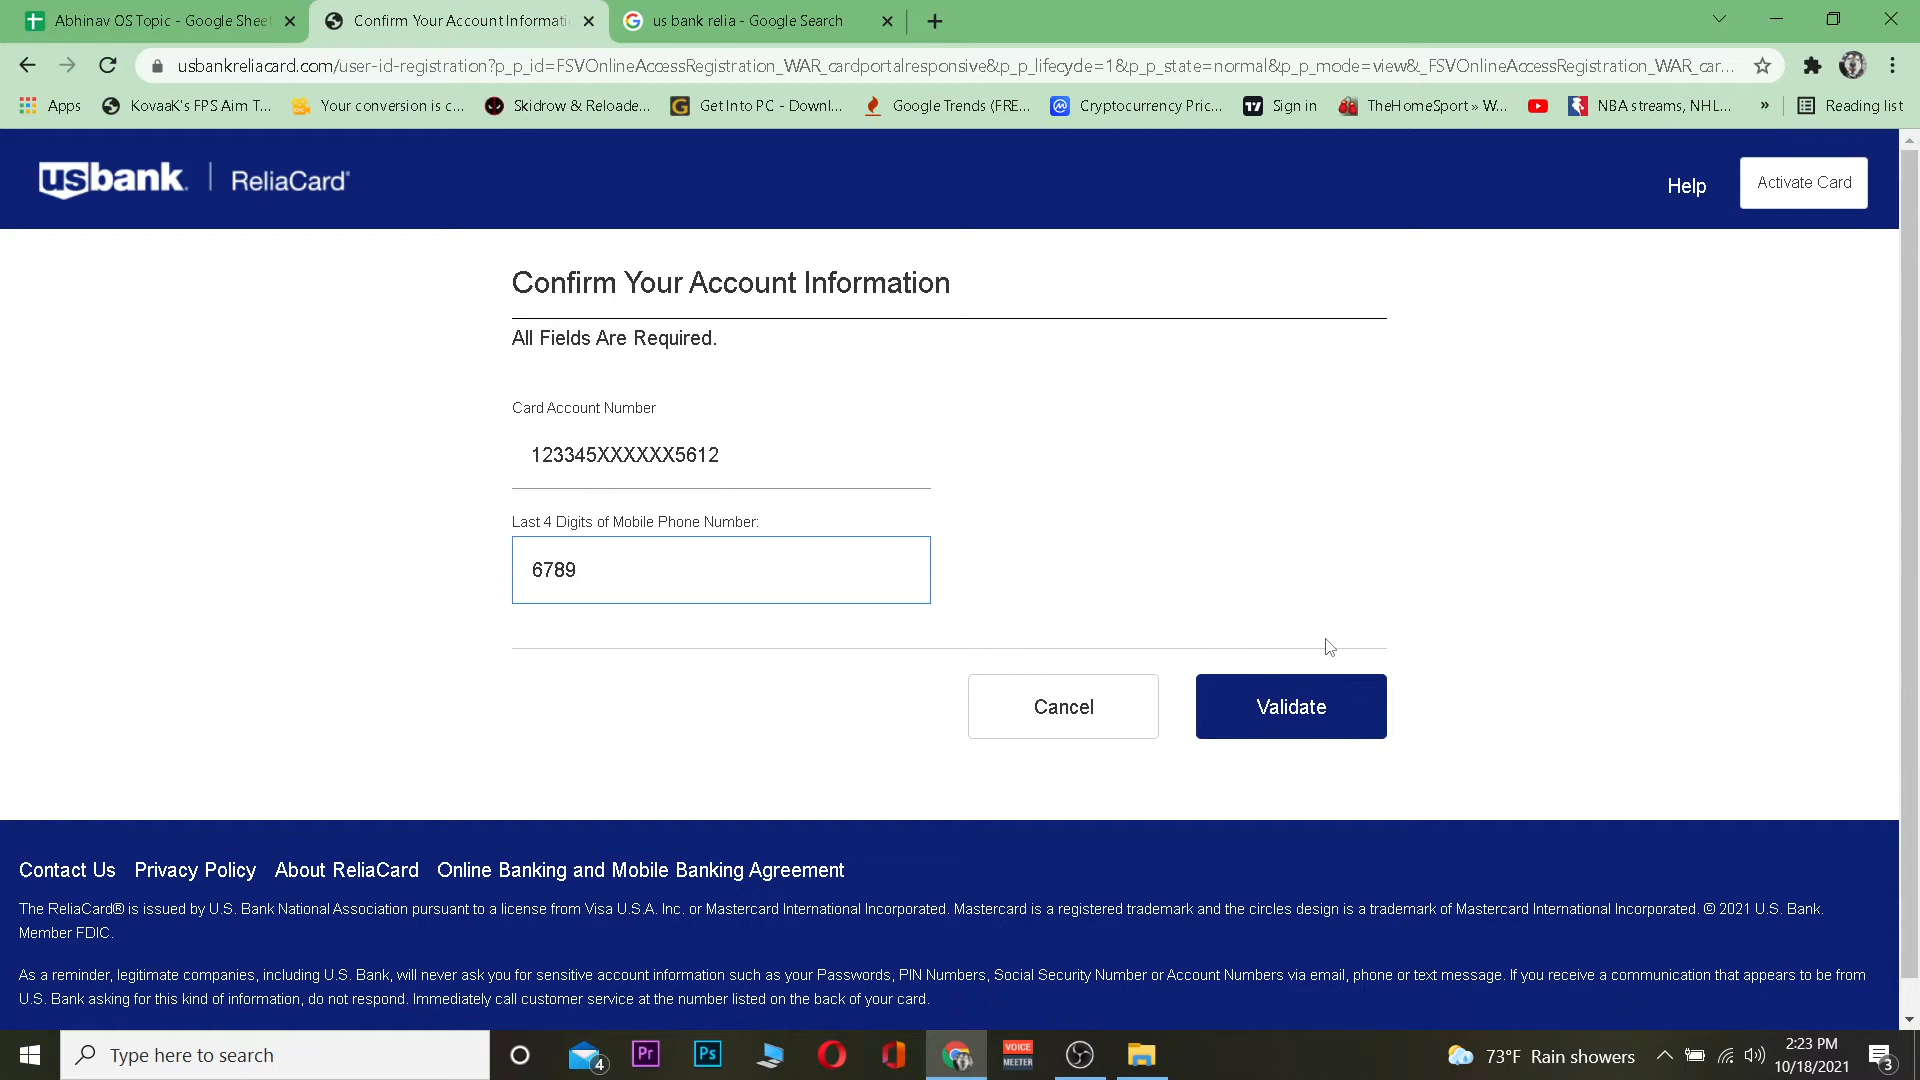 Abhinav OS Topic - Google Sheet
Confirm Your Account Informati
us bank relia - Google Search
usbankreliacard.com/user-id-registration?p_p_id=FSVOnlineAccessRegistration_WAR_cardportalresponsive&p_p_lifecycle=1&p_p_state=normal&p_p_mode=view&_FSVOnlineAccessRegistration_WAR_car...
Apps KovaaK's FPS Aim T... Your conversion is c... Skidrow & Reloade... Get Into PC - Downl... Google Trends (FRE... Cryptocurrency Pric... Sign in TheHomeSport » W... NBA streams, NHL... » Reading list
usbank ReliaCard
Help
Activate Card
Confirm Your Account Information
All Fields Are Required.
Card Account Number
123345XXXXXX5612
Last 4 Digits of Mobile Phone Number:
6789
Cancel
Validate
Contact Us Privacy Policy About ReliaCard Online Banking and Mobile Banking Agreement
The ReliaCard® is issued by U.S. Bank National Association pursuant to a license from Visa U.S.A. Inc. or Mastercard International Incorporated. Mastercard is a registered trademark and the circles design is a trademark of Mastercard International Incorporated. © 2021 U.S. Bank.
Member FDIC.
As a reminder, legitimate companies, including U.S. Bank, will never ask you for sensitive account information such as your Passwords, PIN Numbers, Social Security Number or Account Numbers via email, phone or text message. If you receive a communication that appears to be from
U.S. Bank asking for this kind of information, do not respond. Immediately call customer service at the number listed on the back of your card.
Type here to search
4
Pr
Ps
VOICE
MEETER
73°F Rain showers
2:23 PM
10/18/2021
3